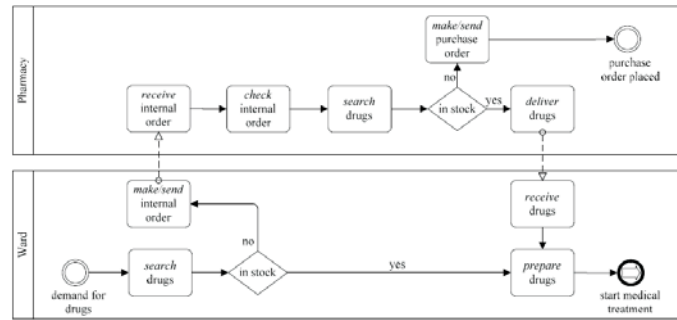 Pharmacy
make/send
purchase
order
purchase
order placed
no
receive
internal
order
check
internal
order
search
drugs
in stock
yes
deliver
drugs
Ward
make/send
internal
order
receive
drugs
no
demand for
drugs
search
drugs
in stock
yes
prepare
drugs
start medical
treatment